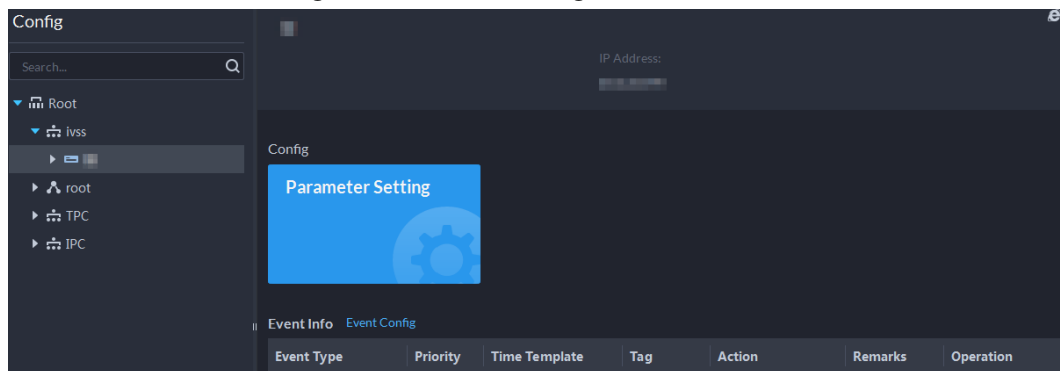 Config
Search...
Root
ivss
root
TPC
IPC
IP Address:
Config
Parameter Setting
Event Info Event Config
Event Type Priority Time Template Tag Action Remarks Operation